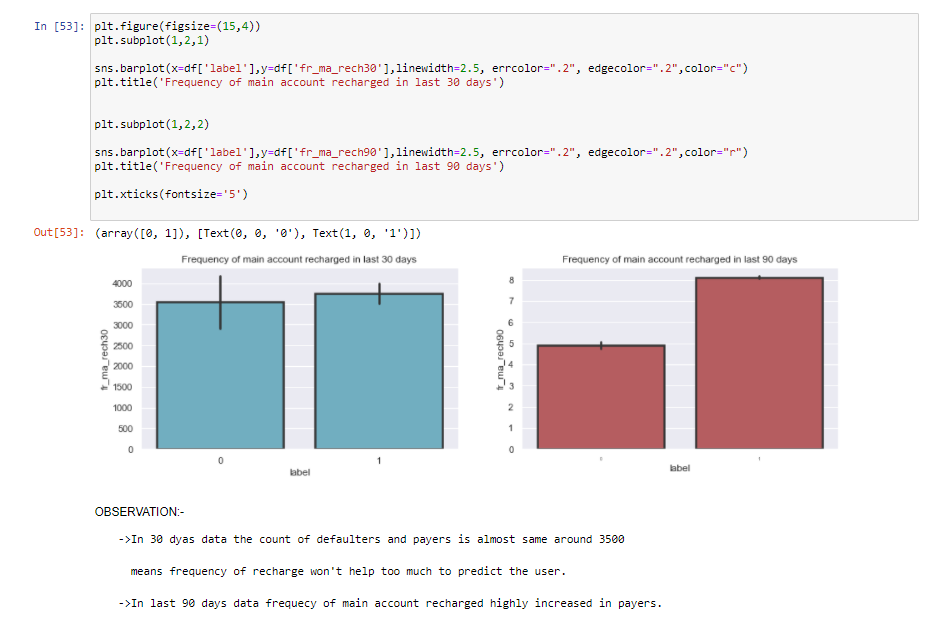 In [53]: plt.figure(figsize=(15,4))
plt.subplot(1,2,1)
sns.barplot(x=df['label'],y=df['fr_ma_rech30'],linewidth=2.5, errcolor=".2", edgecolor=".2",color="c")
plt.title('Frequency of main account recharged in last 30 days')
plt.subplot(1,2,2)
sns.barplot(x=df['label'],y=df['fr_ma_rech90'],linewidth=2.5, errcolor=".2", edgecolor=".2",color="r")
plt.title('Frequency of main account recharged in last 90 days')
plt.xticks(fontsize='5')
Out[53]: (array([0, 1]), [Text(0, 0, '0'), Text(1, 0, '1')])
Frequency of main account recharged in last 30 days
4000
3500
3000
2500
2000
1500
1000
500
0
fr_ma_rech30
0 1
label
Frequency of main account recharged in last 90 days
8
7
6
5
4
3
2
1
0
fr_ma_rech90
0 1
label
OBSERVATION:-
->In 30 dyas data the count of defaulters and payers is almost same around 3500
means frequency of recharge won't help too much to predict the user.
->In last 90 days data frequecy of main account recharged highly increased in payers.